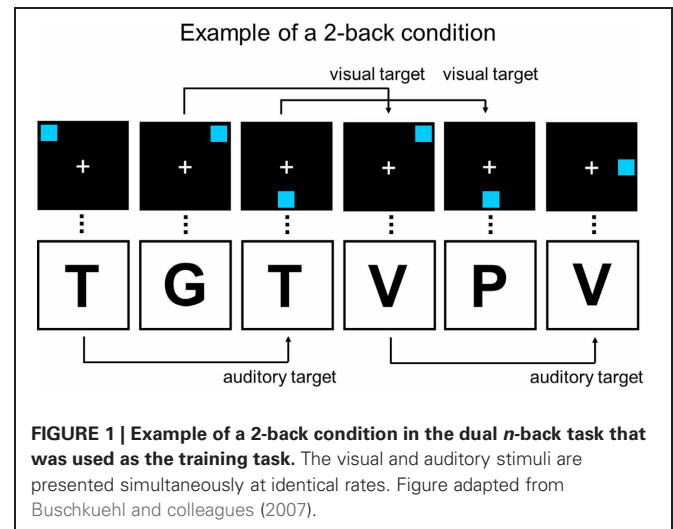 Example of a 2-back condition
visual target visual target
T G T V P V
auditory target auditory target
FIGURE 1 | Example of a 2-back condition in the dual n-back task that
was used as the training task. The visual and auditory stimuli are
presented simultaneously at identical rates. Figure adapted from
Buschkuehl and colleagues (2007).